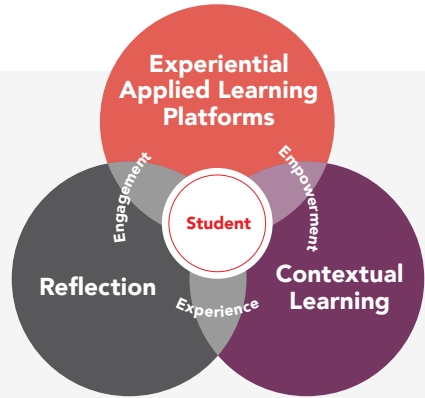 Experiential
Applied Learning
Platforms
Engagement
Empowerment
Student
Reflection
Contextual
Learning
Experience